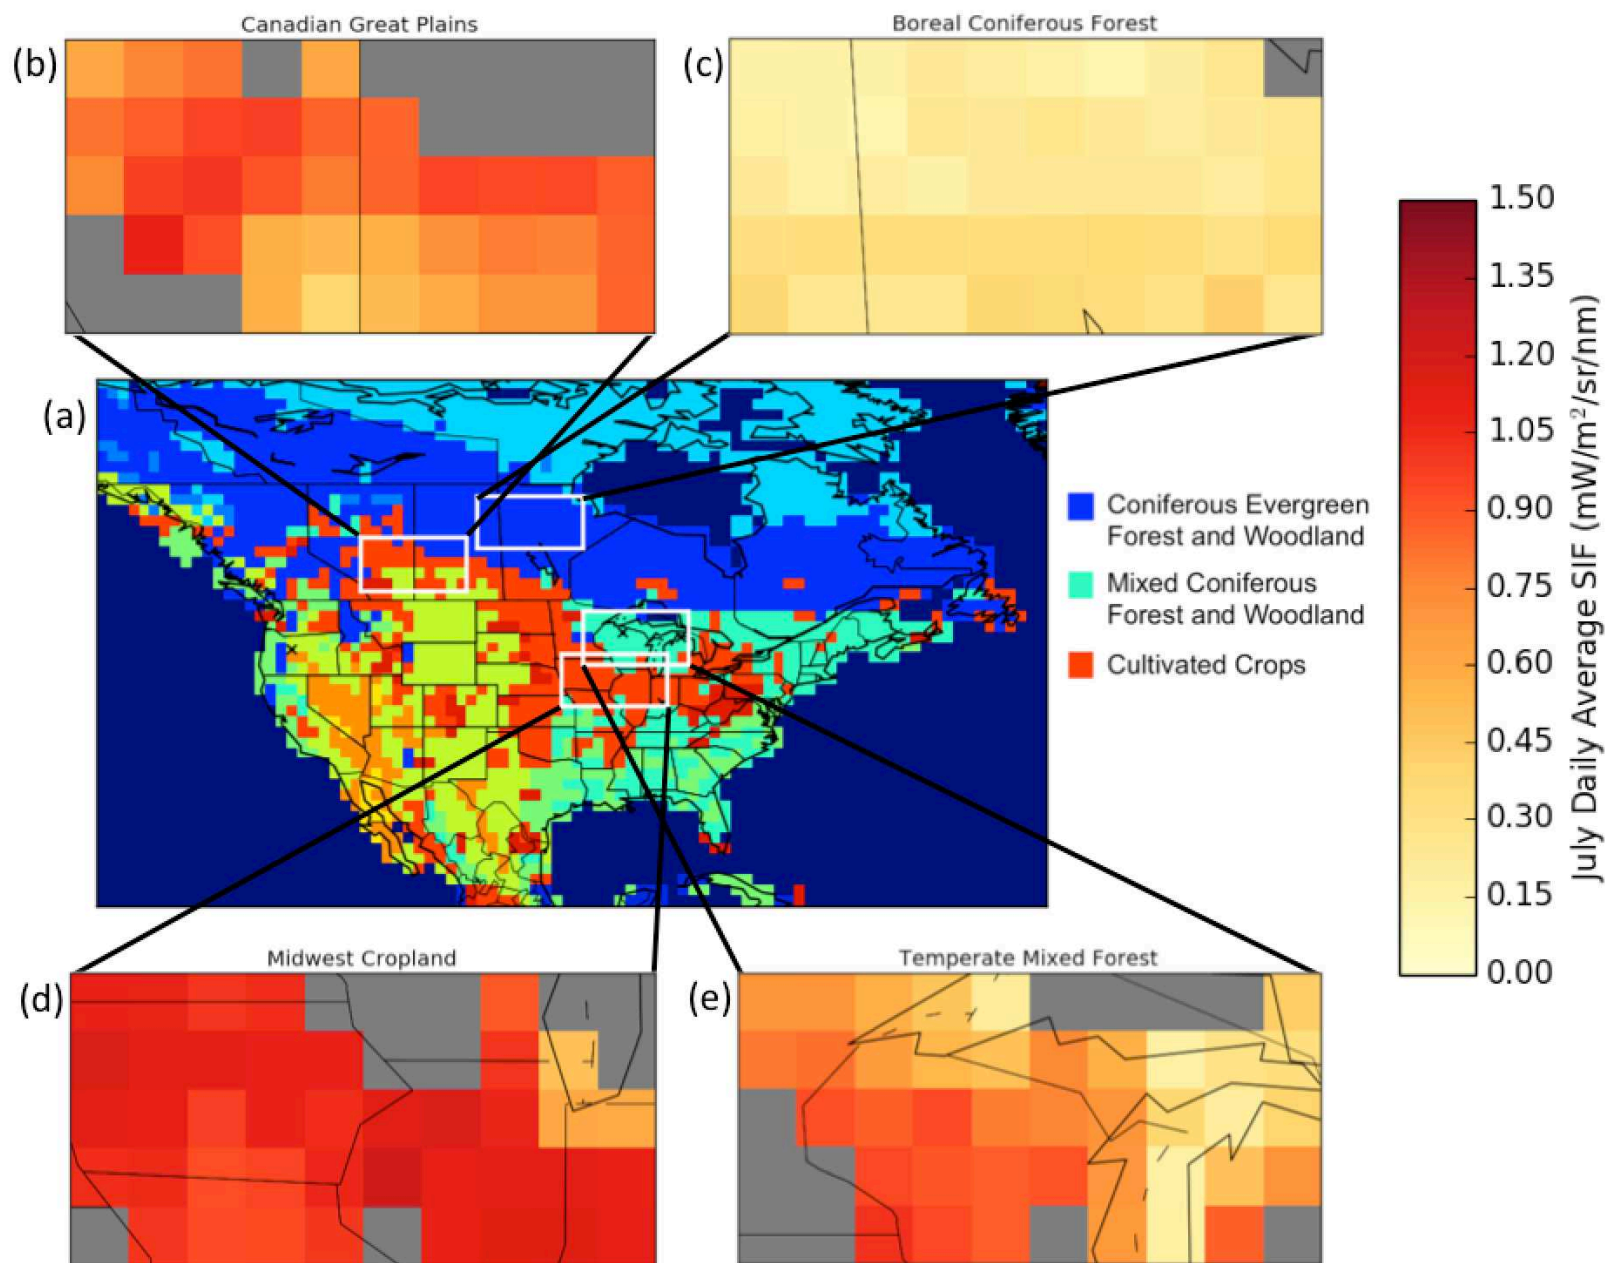 Canadian Great Plains
Boreal Coniferous Forest
(b)
(c)
(a)
Coniferous Evergreen
Forest and Woodland
Mixed Coniferous
Forest and Woodland
Cultivated Crops
1.50
1.35
1.20
1.05
0.90
0.75
0.60
0.45
0.30
0.15
0.00
July Daily Average SIF (mW/m²/sr/nm)
Midwest Cropland
Temperate Mixed Forest
(d)
(e)